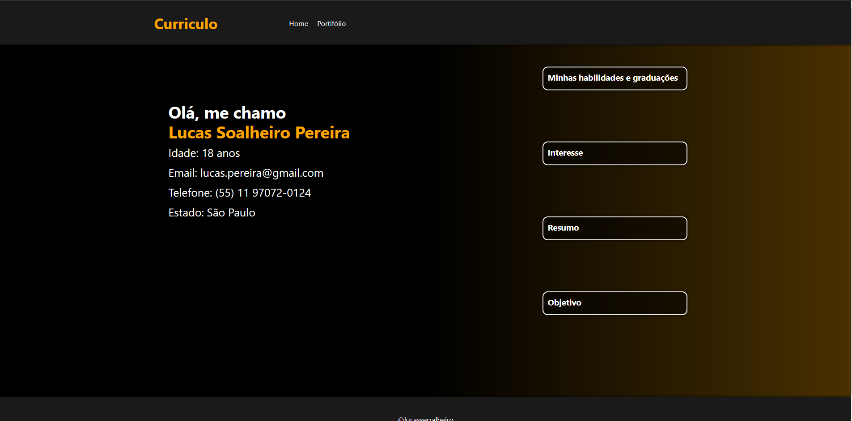 Curriculo
Home Portifólio
Olá, me chamo
Lucas Soalheiro Pereira
Idade: 18 anos
Email: lucas.pereira@gmail.com
Telefone: (55) 11 97072-0124
Estado: São Paulo
Minhas habilidades e graduações
Interesse
Resumo
Objetivo